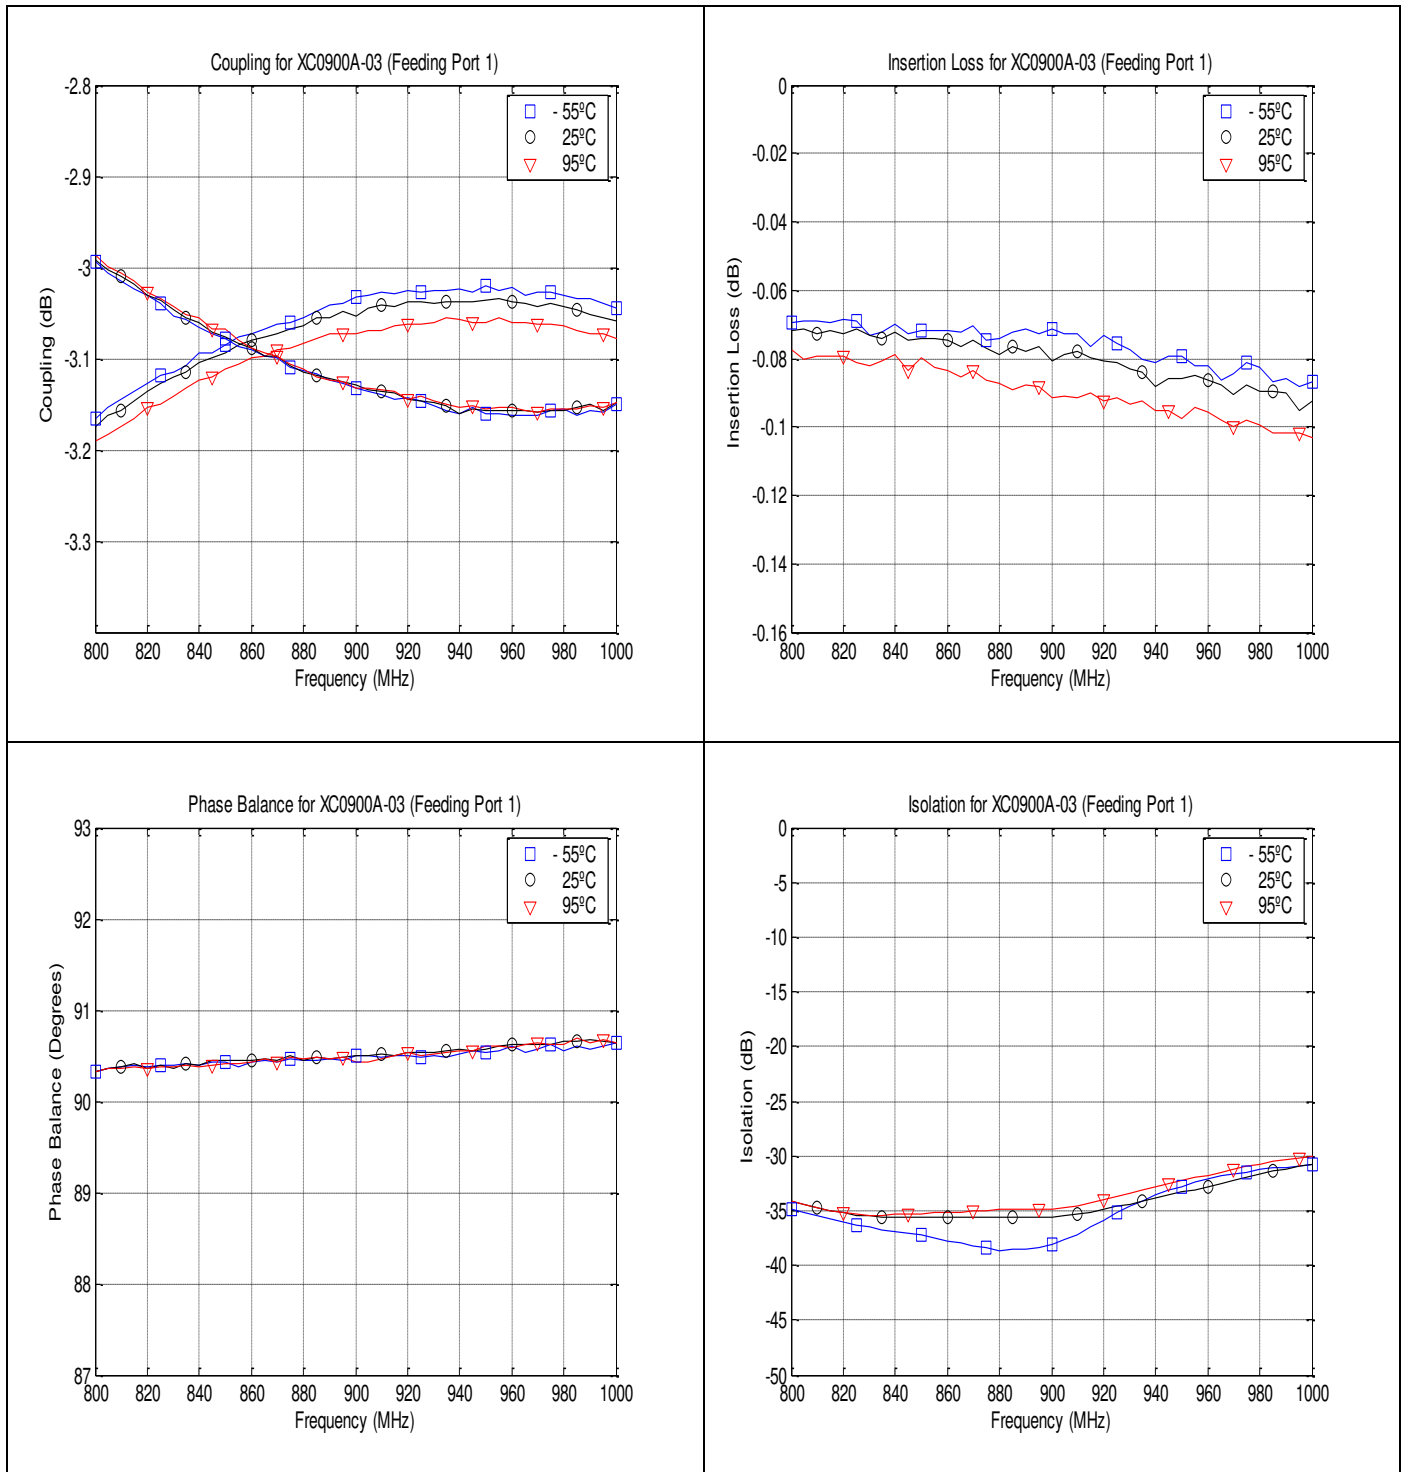 Coupling for XC0900A-03 (Feeding Port 1)
-2.8
-2.9
-3
-3.1
-3.2
-3.3
Coupling (dB)
- 55ºC
25ºC
95ºC
800 820 840 860 880 900 920 940 960 980 1000
Frequency (MHz)
Insertion Loss for XC0900A-03 (Feeding Port 1)
0
-0.02
-0.04
-0.06
-0.08
-0.1
-0.12
-0.14
-0.16
Insertion Loss (dB)
- 55ºC
25ºC
95ºC
800 820 840 860 880 900 920 940 960 980 1000
Frequency (MHz)
Phase Balance for XC0900A-03 (Feeding Port 1)
93
92
91
90
89
88
87
Phase Balance (Degrees)
- 55ºC
25ºC
95ºC
800 820 840 860 880 900 920 940 960 980 1000
Frequency (MHz)
Isolation for XC0900A-03 (Feeding Port 1)
0
-5
-10
-15
-20
-25
-30
-35
-40
-45
-50
Isolation (dB)
- 55ºC
25ºC
95ºC
800 820 840 860 880 900 920 940 960 980 1000
Frequency (MHz)